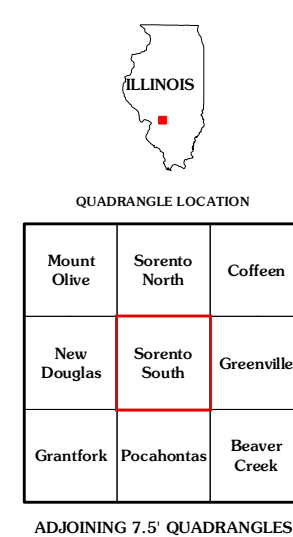 ILLINOIS
QUADRANGLE LOCATION
Mount
Olive
Sorento
North
Coffeen
New
Douglas
Sorento
South
Greenville
Grantfork
Pocahontas
Beaver
Creek
ADJOINING 7.5' QUADRANGLES